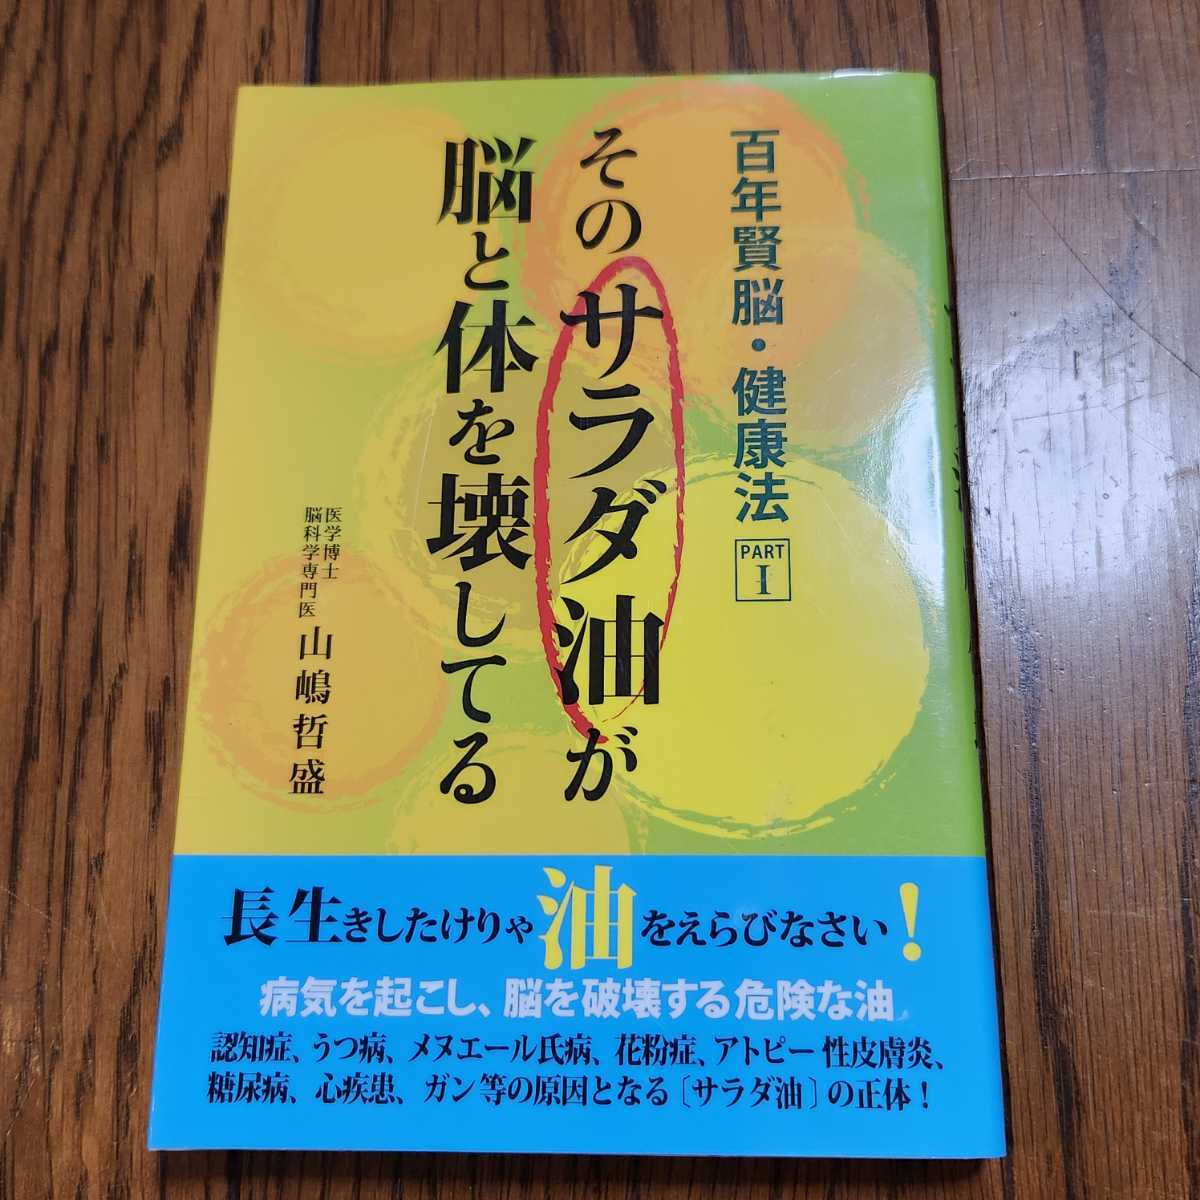 百年賢脳・健康法
PART
I
そのサラダ油が
脳と体を壊してる
医学博士
脳科学専門医
山嶋哲盛
長生きしたけりゃ油をえらびなさい！
病気を起こし、脳を破壊する危険な油
認知症、うつ病、メヌエール氏病、花粉症、アトピー性皮膚炎、
糖尿病、心疾患、ガン等の原因となる〔サラダ油〕の正体！